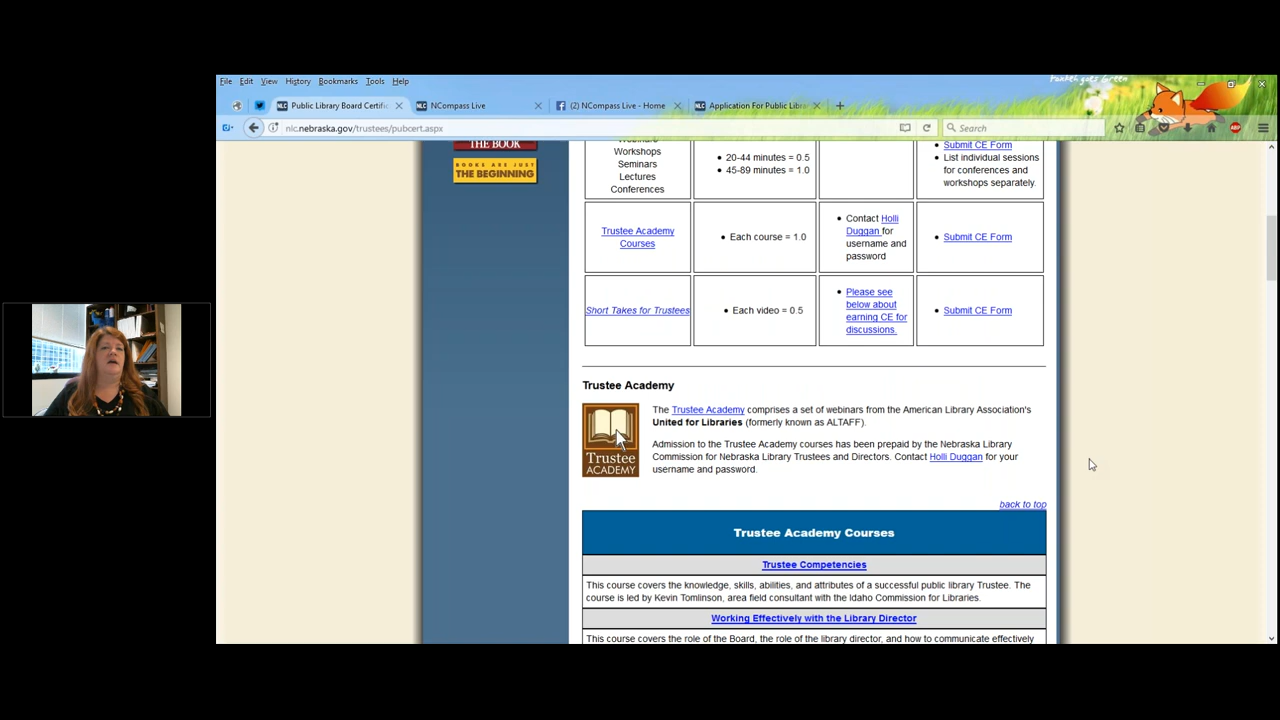 Foxkeh goes Green
File Edit View History Bookmarks Tools Help
Public Library Board Certific
NCompass Live
(2) NCompass Live - Home
Application For Public Librar
nlc.nebraska.gov/trustees/pubcert.aspx
Search
THE BOOK
BOOKS ARE JUST
THE BEGINNING
Webinars
Workshops
Seminars
Lectures
Conferences
20-44 minutes = 0.5
45-89 minutes = 1.0
Submit CE Form
List individual sessions
for conferences and
workshops separately.
Trustee Academy
Courses
Each course = 1.0
Contact Holli
Duggan for
username and
password
Submit CE Form
Short Takes for Trustees
Each video = 0.5
Please see
below about
earning CE for
discussions.
Submit CE Form
Trustee Academy
Trustee
ACADEMY
The Trustee Academy comprises a set of webinars from the American Library Association's
United for Libraries (formerly known as ALTAFF).
Admission to the Trustee Academy courses has been prepaid by the Nebraska Library
Commission for Nebraska Library Trustees and Directors. Contact Holli Duggan for your
username and password.
back to top
Trustee Academy Courses
Trustee Competencies
This course covers the knowledge, skills, abilities, and attributes of a successful public library Trustee. The
course is led by Kevin Tomlinson, area field consultant with the Idaho Commission for Libraries.
Working Effectively with the Library Director
This course covers the role of the Board, the role of the library director, and how to communicate effectively